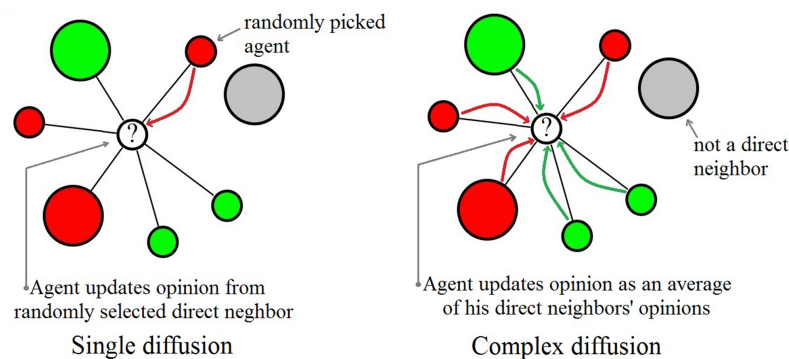 randomly picked
agent
?
Agent updates opinion from
randomly selected direct neghbor
Single diffusion
?
not a direct
neighbor
Agent updates opinion as an average
of his direct neighbors' opinions
Complex diffusion